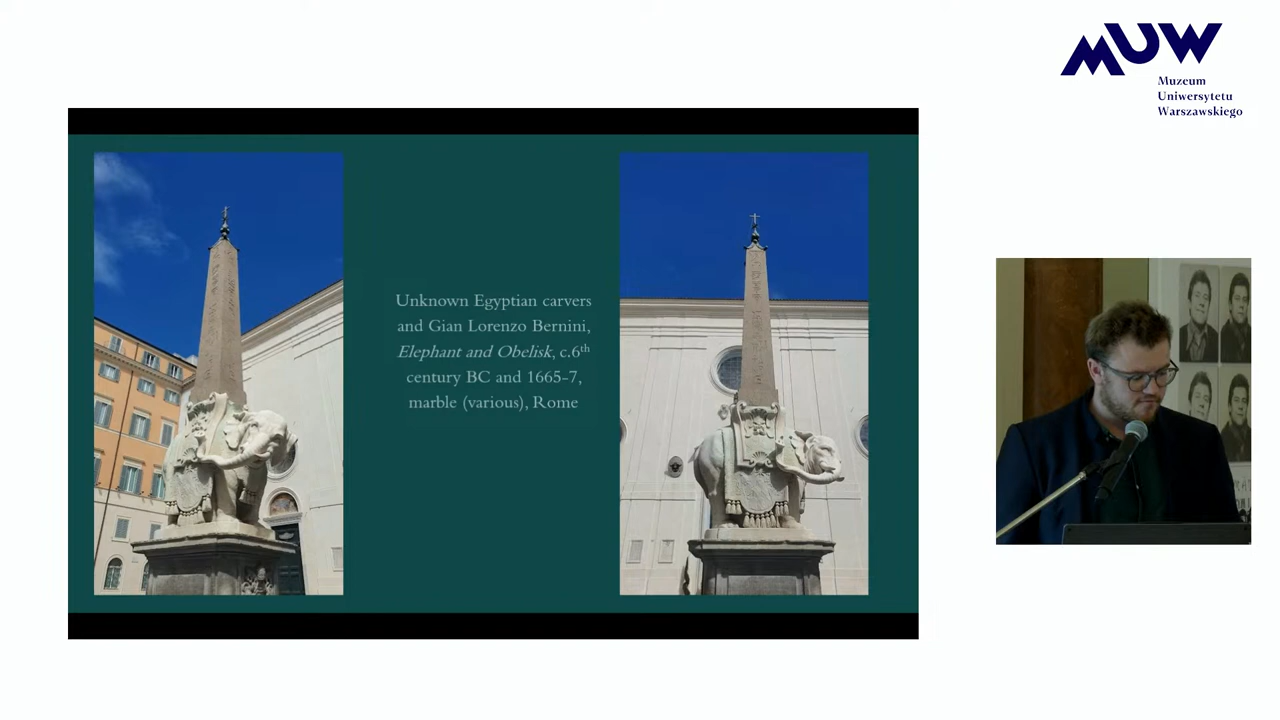 MUW
Muzeum
Uniwersytetu
Warszawskiego
Unknown Egyptian carvers
and Gian Lorenzo Bernini,
Elephant and Obelisk, c.6th
century BC and 1665-7,
marble (various), Rome